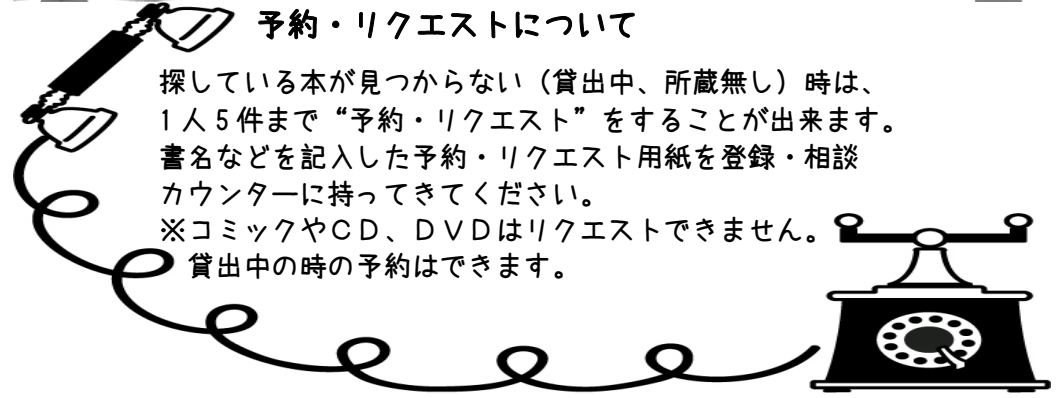 予約・リクエストについて
探している本が見つからない（貸出中、所蔵無し）時は、
1人5件まで“予約・リクエスト”をすることが出来ます。
書名などを記入した予約・リクエスト用紙を登録・相談
カウンターに持ってきてください。
※コミックやＣＤ、ＤＶＤはリクエストできません。
貸出中の時の予約はできます。